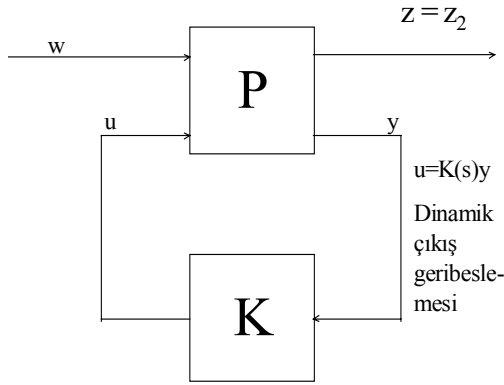 z = z₂
w
P
u
y
u=K(s)y
Dinamik
çıkış
geribesle-
mesi
K